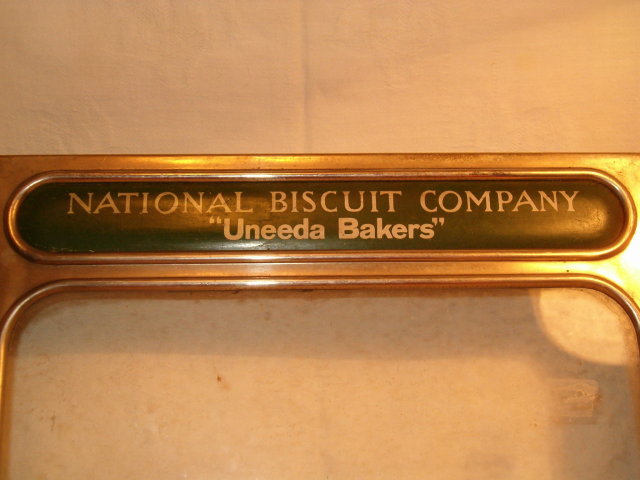 NATIONAL BISCUIT COMPANY
"Uneeda Bakers"